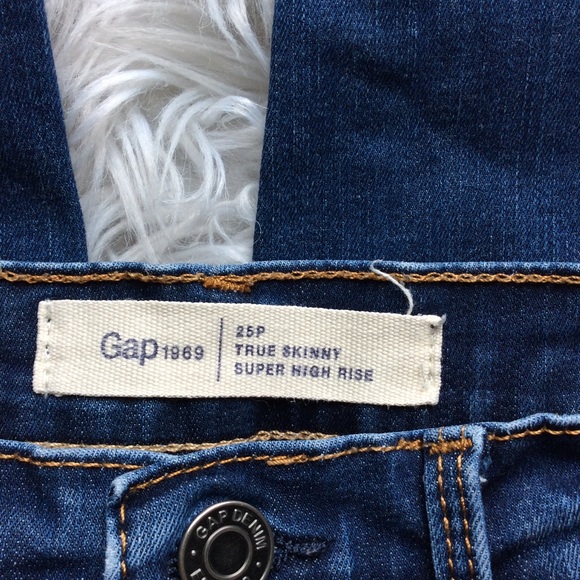 Gap 1969
25P
TRUE SKINNY
SUPER HIGH RISE
GAP DENIM